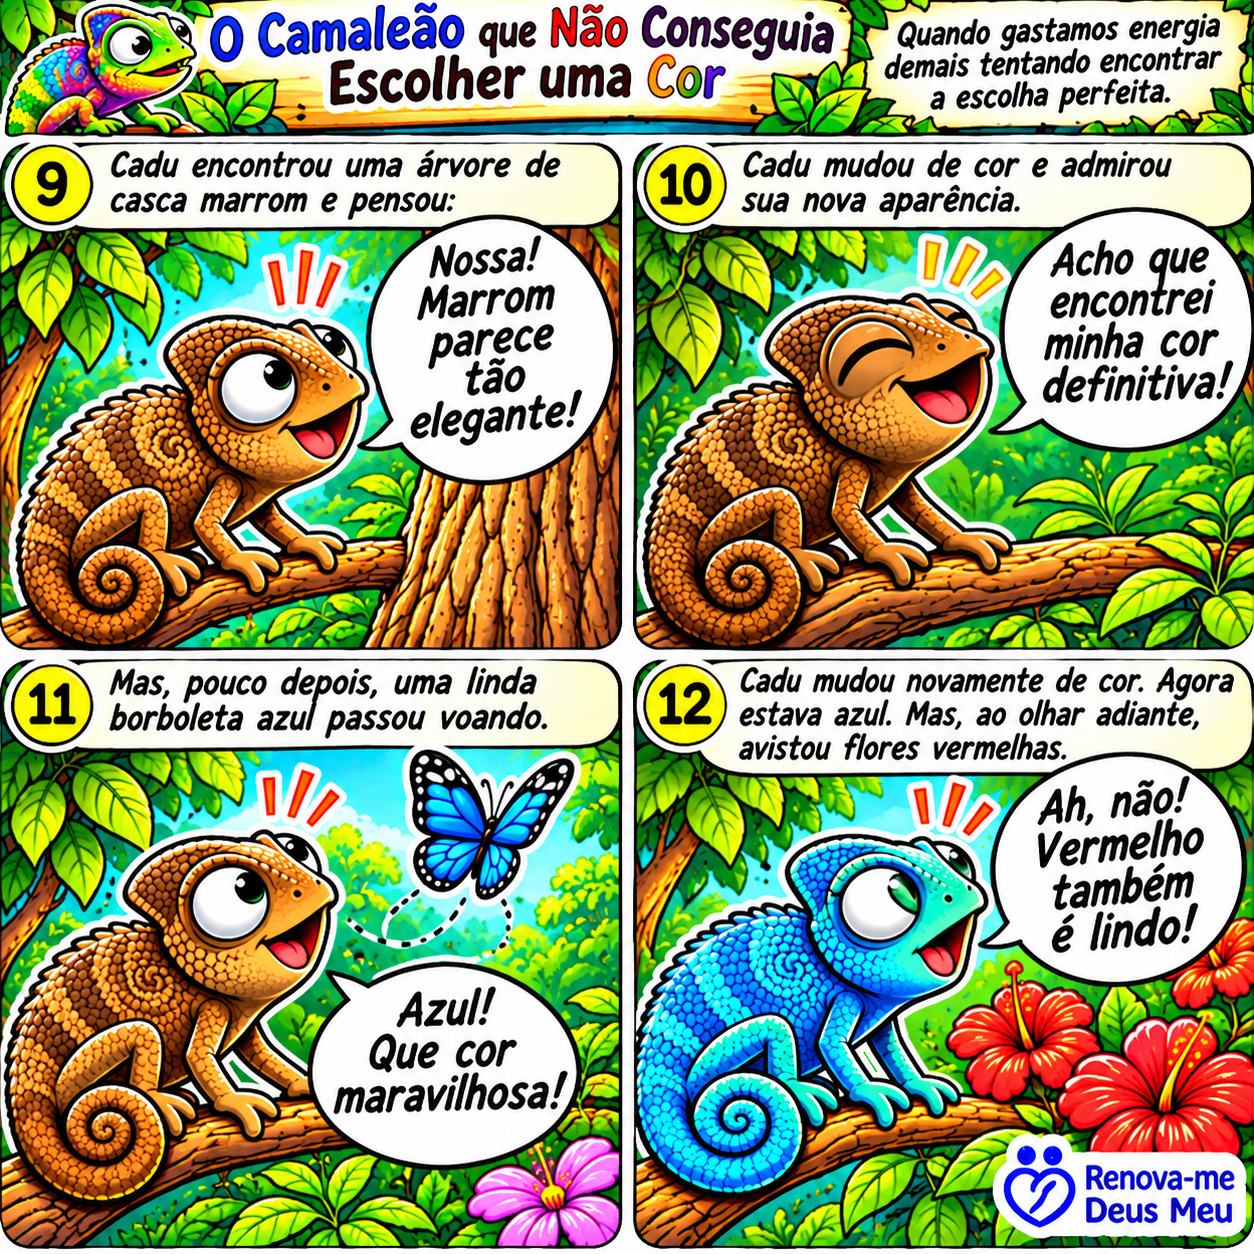 O Camaleão que Não Conseguia
Escolher uma Cor
Quando gastamos energia
demais tentando encontrar
a escolha perfeita.
9
Cadu encontrou uma árvore de
casca marrom e pensou:
Nossa!
Marrom
parece
tão
elegante!
10
Cadu mudou de cor e admirou
sua nova aparência.
Acho que
encontrei
minha cor
definitiva!
11
Mas, pouco depois, uma linda
borboleta azul passou voando.
Azul!
Que cor
maravilhosa!
12
Cadu mudou novamente de cor. Agora
estava azul. Mas, ao olhar adiante,
avistou flores vermelhas.
Ah, não!
Vermelho
também
é lindo!
Renova-me
Deus Meu